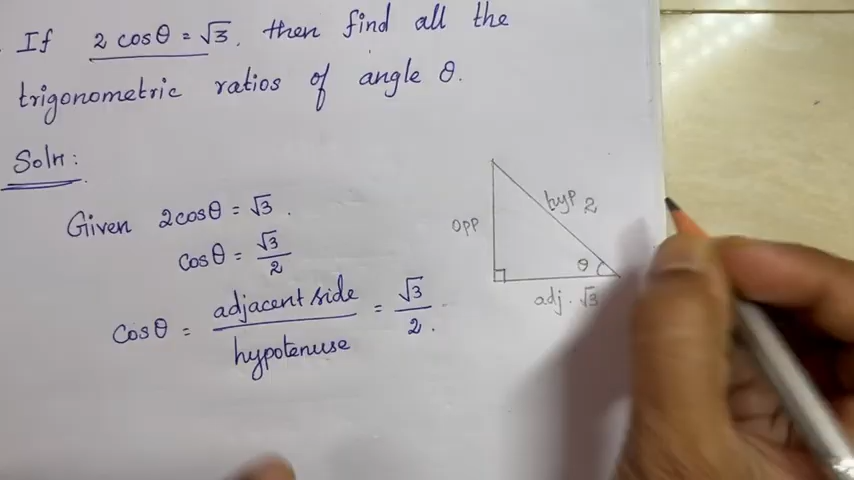 If 2 cosθ = √3, then find all the
trigonometric ratios of angle θ.
Soln:
Given 2cosθ = √3.
cosθ = √3/2
cosθ = adjacent side/hypotenuse = √3/2.
opp
hyp 2
θ
adj. √3